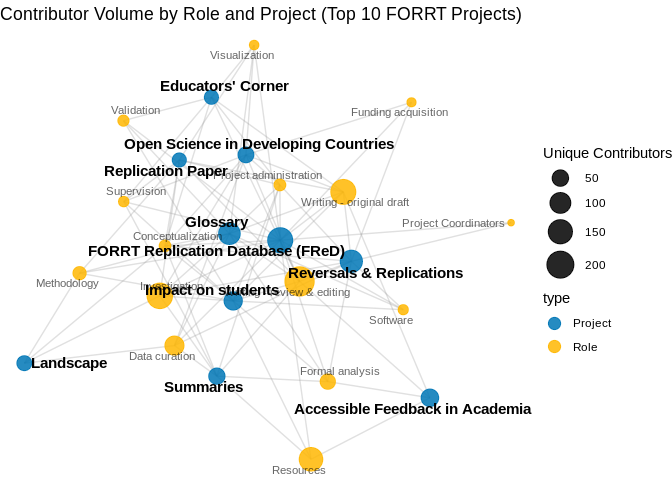 Contributor Volume by Role and Project (Top 10 FORRT Projects)
Visualization
Educators' Corner
Validation
Funding acquisition
Open Science in Developing Countries
Replication Paper
Project administration
Supervision
Writing - original draft
Glossary
Project Coordinators
Conceptualization
FORRT Replication Database (FReD)
Reversals & Replications
Methodology
Investigation
Impact on students
review & editing
Software
Data curation
Landscape
Formal analysis
Summaries
Accessible Feedback in Academia
Resources
Unique Contributors
50
100
150
200
type
Project
Role